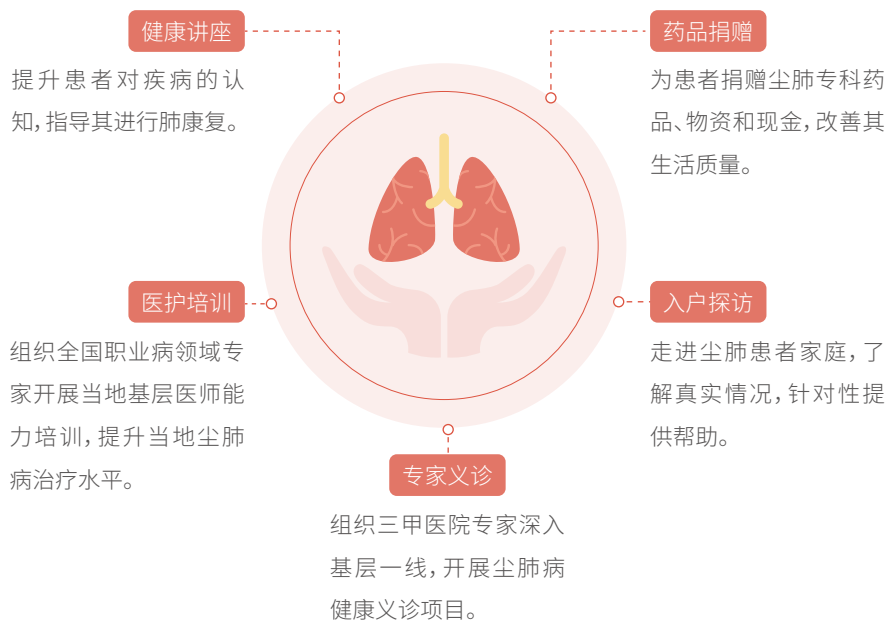 健康讲座
提升患者对疾病的认
知，指导其进行肺康复。
药品捐赠
为患者捐赠尘肺专科药
品、物资和现金，改善其
生活质量。
医护培训
组织全国职业病领域专
家开展当地基层医师能
力培训，提升当地尘肺
病治疗水平。
入户探访
走进尘肺患者家庭，了
解真实情况，针对性提
供帮助。
专家义诊
组织三甲医院专家深入
基层一线，开展尘肺病
健康义诊项目。